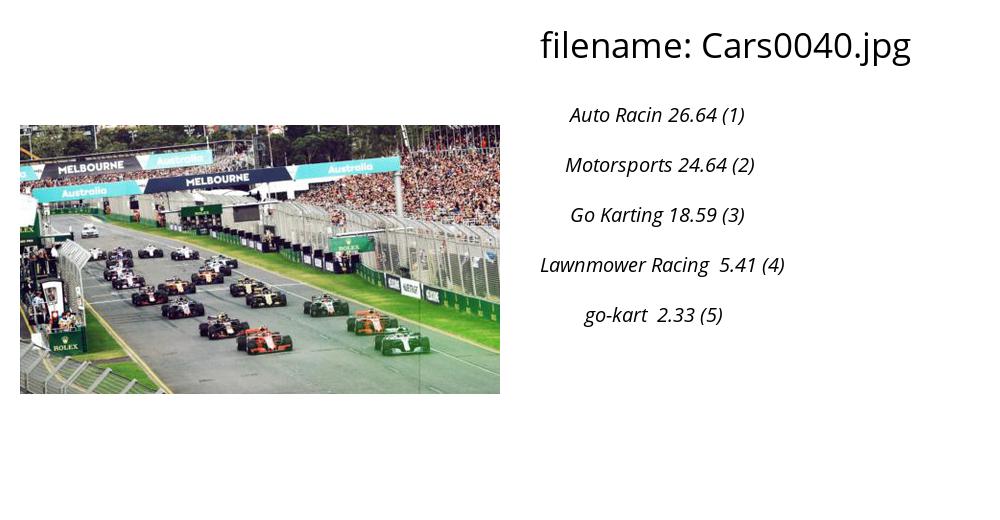 filename: Cars0040.jpg
Auto Racin 26.64 (1)
Motorsports 24.64 (2)
Go Karting 18.59 (3)
Lawnmower Racing 5.41 (4)
go-kart 2.33 (5)
MELBOURNE
Australia
Australia
MELBOURNE
Australia
ROLEX
ROLEX
ROLEX